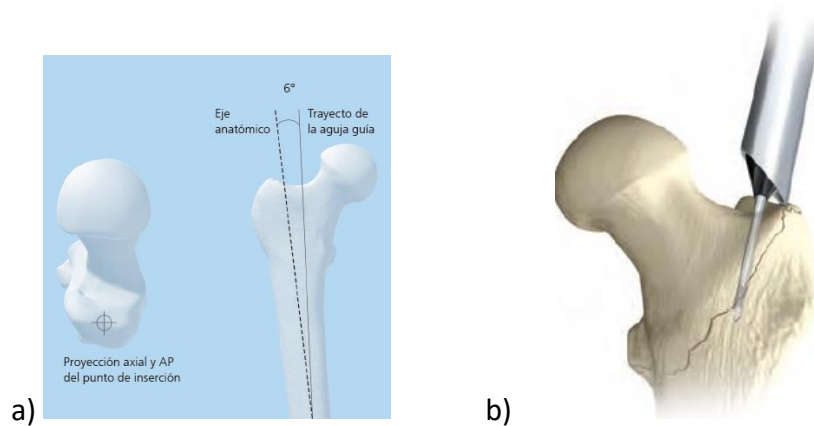 6°
Eje
anatómico
Trayecto de
la aguja guía
Proyección axial y AP
del punto de inserción
a)
b)